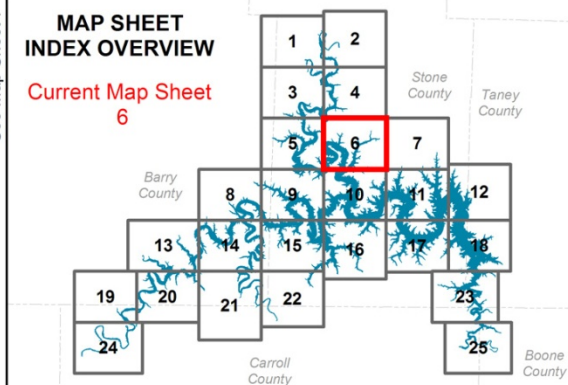 MAP SHEET
INDEX OVERVIEW
Current Map Sheet
6
1
2
3
4
Stone
County
Taney
County
5
6
7
Barry
County
8
9
10
11
12
13
14
15
16
17
18
19
20
21
22
23
24
25
Carroll
County
Boone
County